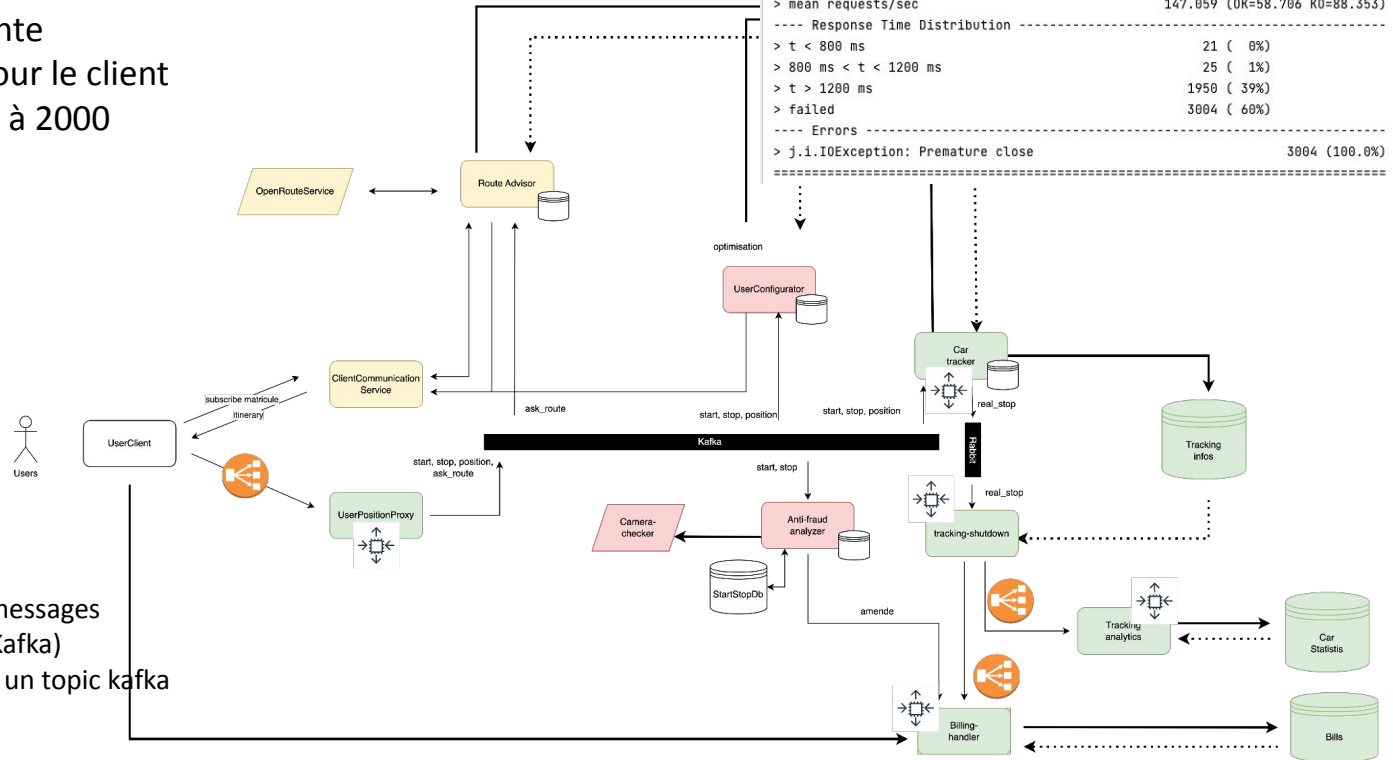 nte
our le client
à 2000
> mean requests/sec 147.059 (OK=58.706 KO=88.353)
---- Response Time Distribution ----------------------------------------
> t < 800 ms 21 ( 0%)
> 800 ms < t < 1200 ms 25 ( 1%)
> t > 1200 ms 1950 ( 39%)
> failed 3004 ( 60%)
---- Errors ------------------------------------------------------------
> j.i.IOException: Premature close 3004 (100.0%)
================================================================================
OpenRouteService
Route Advisor
optimisation
UserConfigurator
Car
tracker
ClientCommunication
Service
subscribe matricule
itinerary
ask_route
start, stop, position
start, stop, position
real_stop
Users
UserClient
Kafka
Rabbit
Tracking
infos
start, stop, position,
ask_route
start, stop
real_stop
UserPositionProxy
Camera-
checker
Anti-fraud
analyzer
tracking-shutdown
StartStopDb
amende
Tracking
analytics
Car
Statistis
messages
Kafka)
un topic kafka
Billing-
handler
Bills